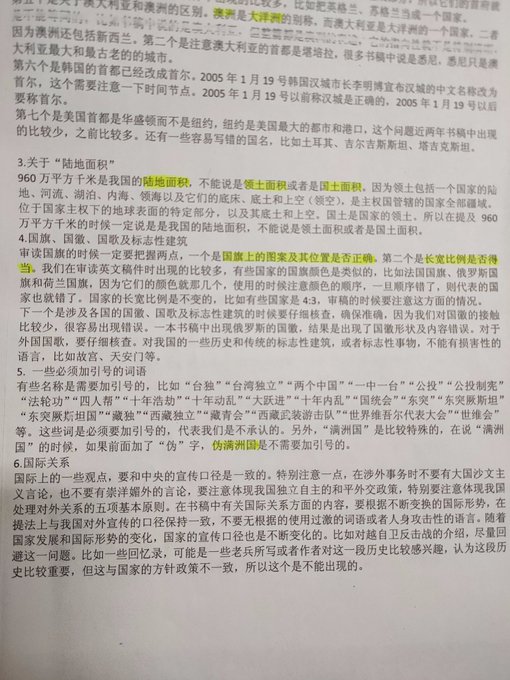 第五个是关于澳大利亚和澳洲的区别。澳洲是大洋洲的别称，而澳大利亚是大洋洲的一个国家，二者
因为澳洲还包括新西兰。第二个是注意澳大利亚的首都是堪培拉，很多书稿中说是悉尼，悉尼只是澳
大利亚最大和最古老的的城市。
第六个是韩国的首都已经改成首尔。2005 年 1 月 19 号韩国汉城市长李明博宣布汉城的中文名称改为
首尔，这个需要注意一下时间节点。2005 年 1 月 19 号以前称汉城是正确的，2005 年 1 月 19 号以后
要称首尔。
第七个是美国首都是华盛顿而不是纽约，纽约是美国最大的都市和港口，这个问题近两年书稿中出现
的比较少，之前比较多。还有一些容易写错的国名，比如土耳其、吉尔吉斯斯坦、塔吉克斯坦。
3.关于“陆地面积”
960 万平方千米是我国的陆地面积，不能说是领土面积或者是国土面积。因为领土包括一个国家的陆
地、河流、湖泊、内海、领海以及它们的底床、底土和上空（领空），是主权国管辖的国家全部疆域。
位于国家主权下的地球表面的特定部分，以及其底土和上空。国土是国家的领土。所以在提及 960
万平方千米的时候一定说是是我国的陆地面积，不能说是领土面积或者是国土面积。
4.国旗、国徽、国歌及标志性建筑
审读国旗的时候一定要把握两点，一个是国旗上的图案及其位置是否正确。第二个是长宽比例是否得
当。我们在审读英文稿件时出现的比较多，有些国家的国旗颜色是类似的，比如法国国旗、俄罗斯国
旗和荷兰国旗，因为它们的颜色就那几个，使用的时候注意颜色的顺序，一旦顺序错了，则代表的国
家也就错了。国家的长宽比例是不变的，比如有些国家是 4:3，审稿的时候要注意这方面的情况。
下一个是涉及各国的国徽、国歌及标志性建筑的时候要仔细核查，确保准确，因为我们对国徽的接触
比较少，很容易出现错误。一本书稿中出现俄罗斯的国徽，结果是出现了国徽形状及内容错误。对于
外国国歌，要仔细核查。对我国的一些历史和传统的标志性建筑，或者标志性事物，不能有损害性的
语言，比如故宫、天安门等。
5. 一些必须加引号的词语
有些名称是需要加引号的，比如“台独”“台湾独立”“两个中国”“一中一台”“公投”“公投制宪”
“法轮功”“四人帮”“十年浩劫”“十年动乱”“大跃进”“十年内乱”“国统会”“东突”“东突厥斯坦”
“东突厥斯坦国”“藏独”“西藏独立”“藏青会”“西藏武装游击队”“世界维吾尔代表大会”“世维会”
等。这些词是必须要加引号的，代表我们是不承认的。另外，“满洲国”是比较特殊的，在说“满洲
国”的时候，如果前面加了“伪”字，伪满洲国是不需要加引号的。
6.国际关系
国际上的一些观点，要和中央的宣传口径是一致的。特别注意一点，在涉外事务时不要有大国沙文主
义言论，也不要有崇洋媚外的言论，要注意体现我国独立自主的和平外交政策，特别要注意体现我国
处理对外关系的五项基本原则。在书稿中有关国际关系方面的内容，要根据不断变换的国际形势，在
提法上与我国对外宣传的口径保持一致，不要无根据的使用过激的词语或者人身攻击性的语言。随着
国家发展和国际形势的变化，国家的宣传口径也是不断变化的。比如对越自卫反击战的介绍，尽量回
避这一问题。比如一些回忆录，可能是一些老兵所写或者作者对这一段历史比较感兴趣，认为这段历
史比较重要，但这与国家的方针政策不一致，所以这个是不能出现的。